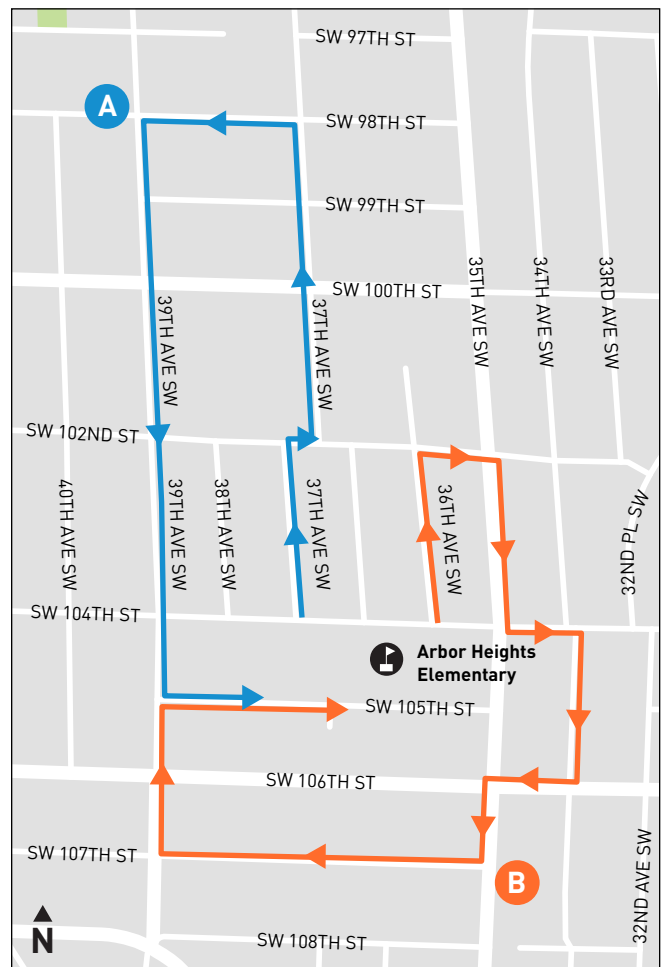 SW 97TH ST
A
SW 98TH ST
SW 99TH ST
35TH AVE SW
34TH AVE SW
33RD AVE SW
SW 100TH ST
39TH AVE SW
37TH AVE SW
SW 102ND ST
40TH AVE SW
39TH AVE SW
38TH AVE SW
37TH AVE SW
36TH AVE SW
32ND PL SW
SW 104TH ST
Arbor Heights
Elementary
SW 105TH ST
SW 106TH ST
SW 107TH ST
B
32ND AVE SW
N
SW 108TH ST